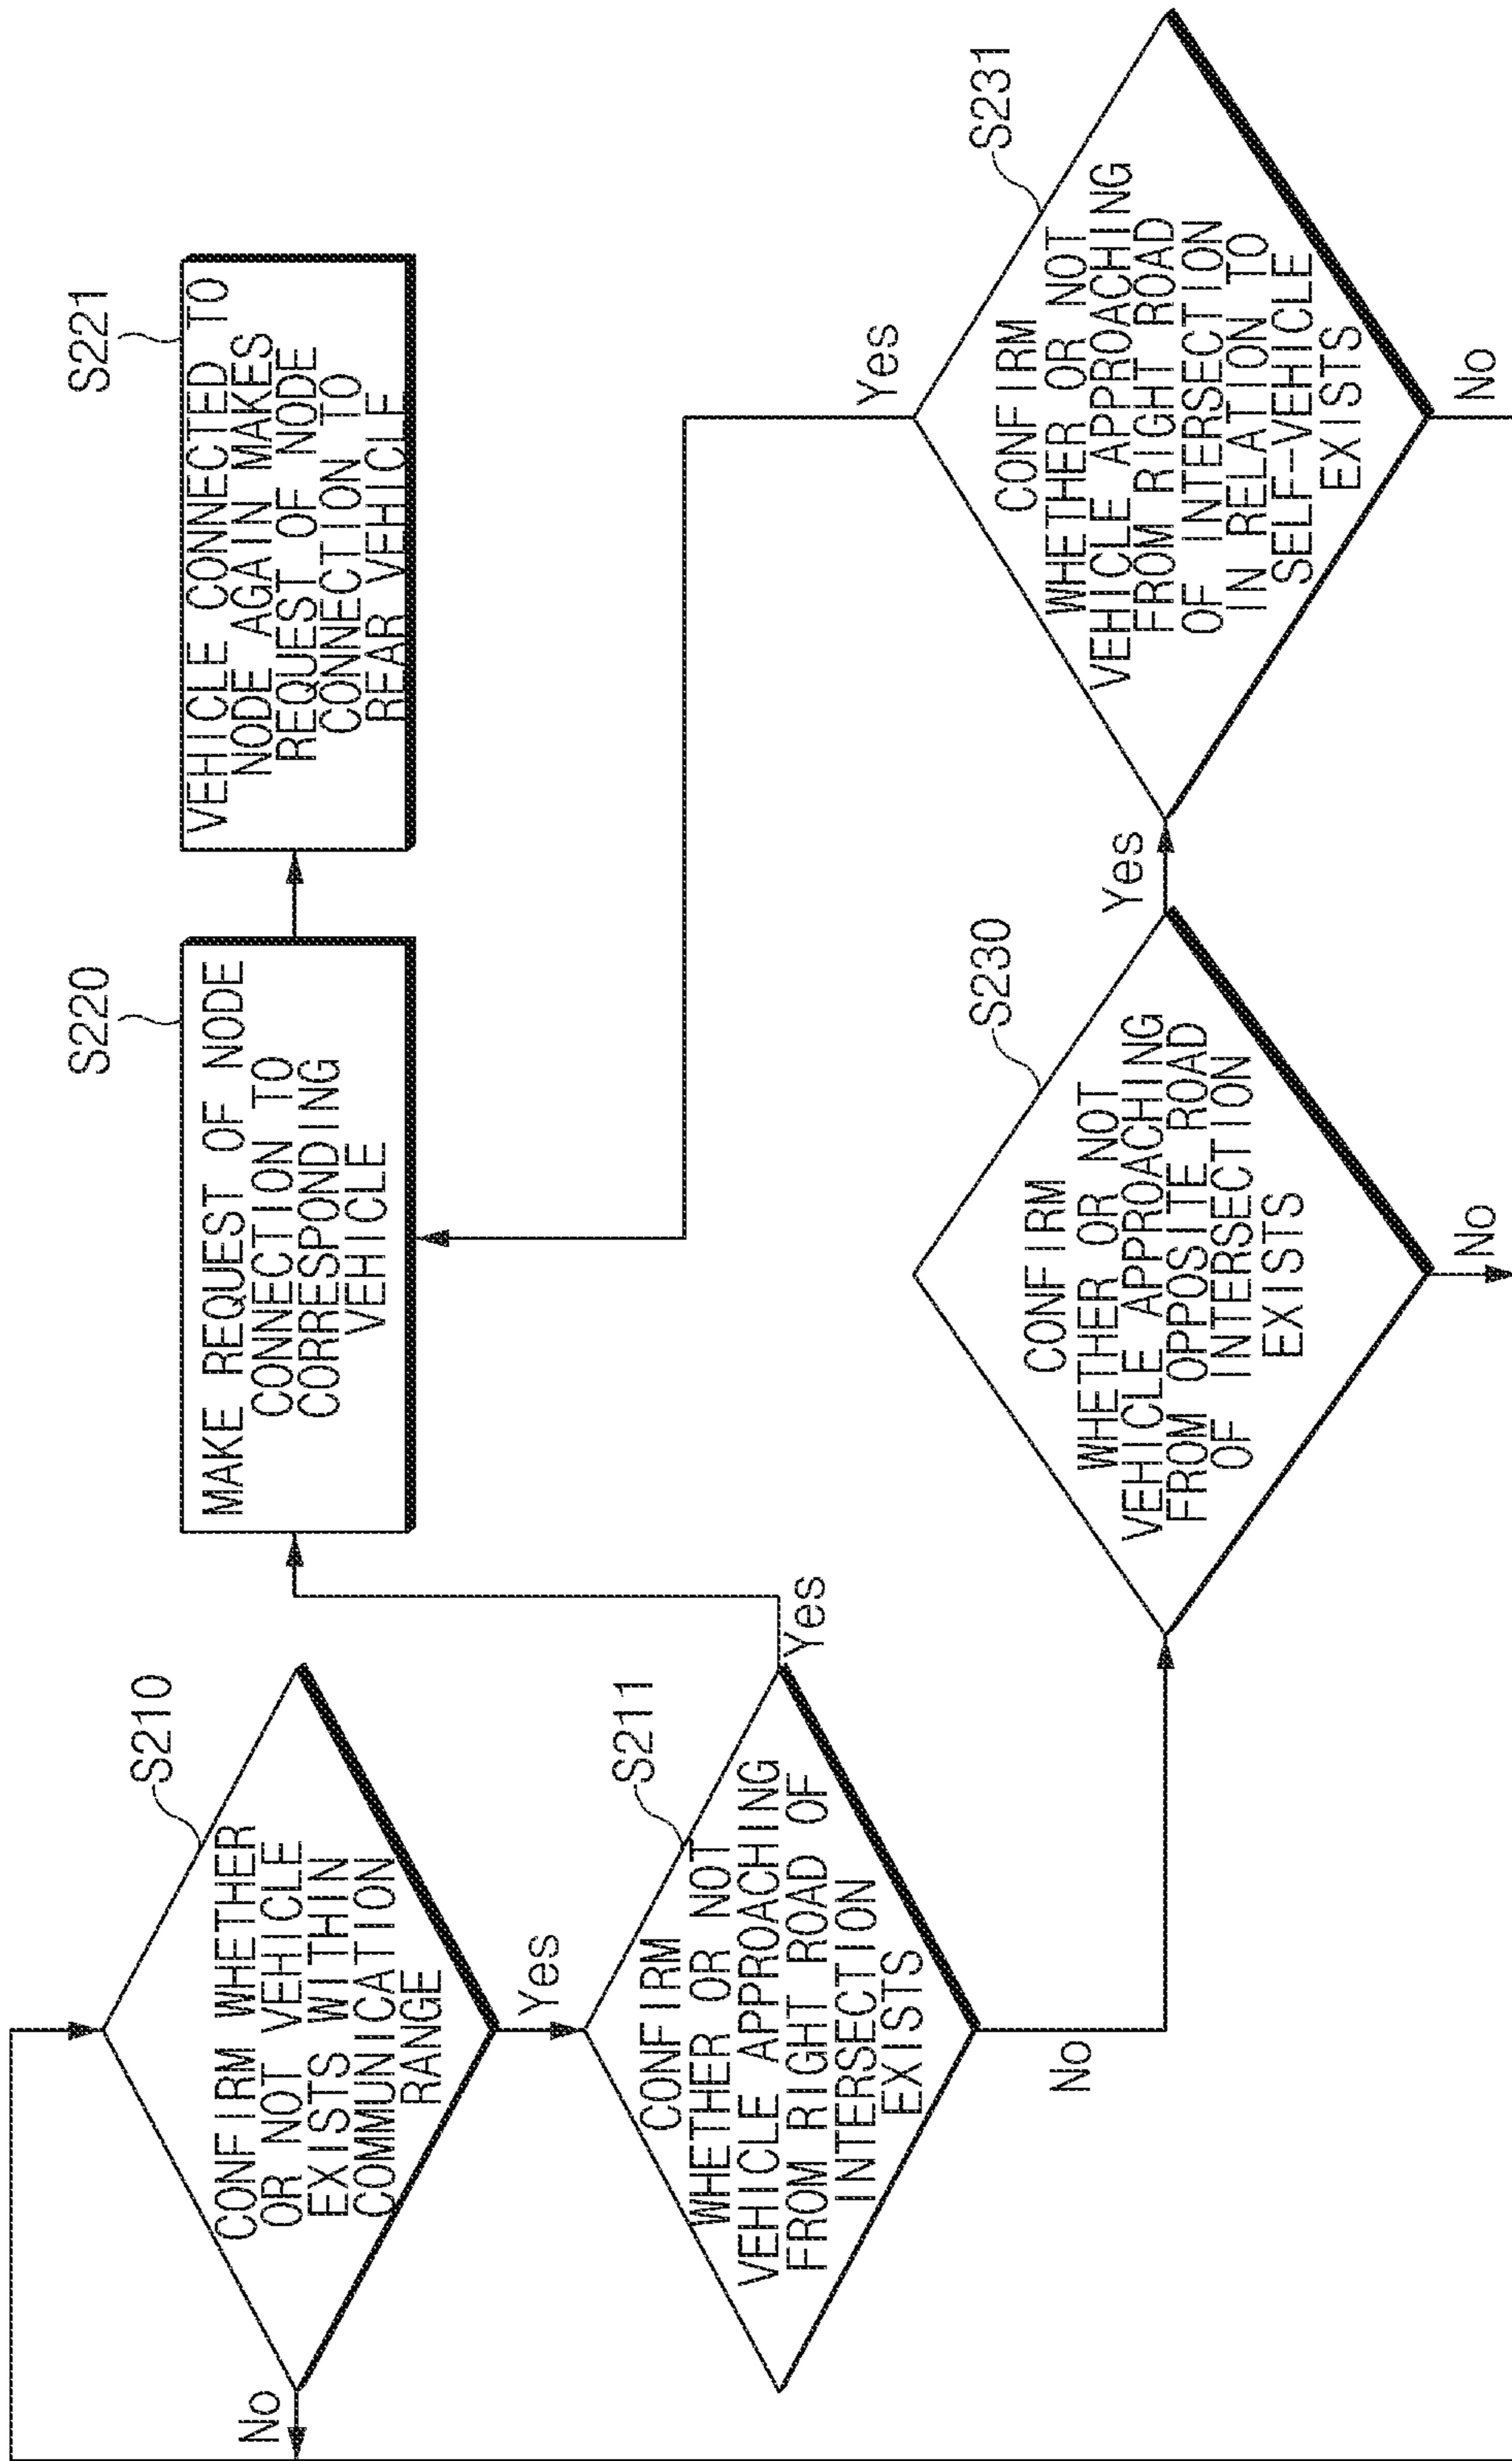 S210
CONFIRM WHETHER
OR NOT VEHICLE
EXISTS WITHIN
COMMUNICATION
RANGE
No
Yes
S211
CONFIRM
WHETHER OR NOT
VEHICLE APPROACHING
FROM RIGHT ROAD OF
INTERSECTION
EXISTS
Yes
No
S220
MAKE REQUEST OF NODE
CONNECTION TO
CORRESPONDING
VEHICLE
S221
VEHICLE CONNECTED TO
NODE AGAIN MAKES
REQUEST OF NODE
CONNECTION TO
REAR VEHICLE
S230
CONFIRM
WHETHER OR NOT
VEHICLE APPROACHING
FROM OPPOSITE ROAD
OF INTERSECTION
EXISTS
Yes
No
S231
CONFIRM
WHETHER OR NOT
VEHICLE APPROACHING
FROM RIGHT ROAD
OF INTERSECTION
IN RELATION TO
SELF-VEHICLE
EXISTS
Yes
No